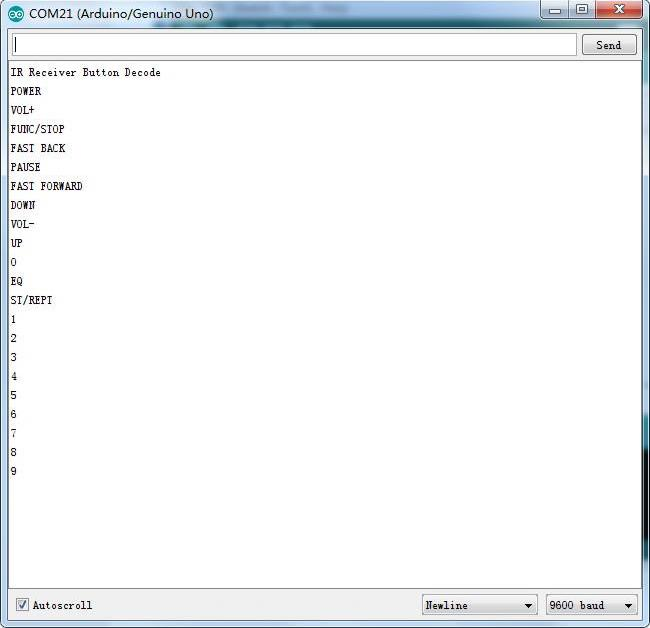 COM21 (Arduino/Genuino Uno)
Send
IR Receiver Button Decode
POWER
VOL+
FUNC/STOP
FAST BACK
PAUSE
FAST FORWARD
DOWN
VOL-
UP
0
EQ
ST/REPT
1
2
3
4
5
6
7
8
9
Autoscroll
Newline
9600 baud